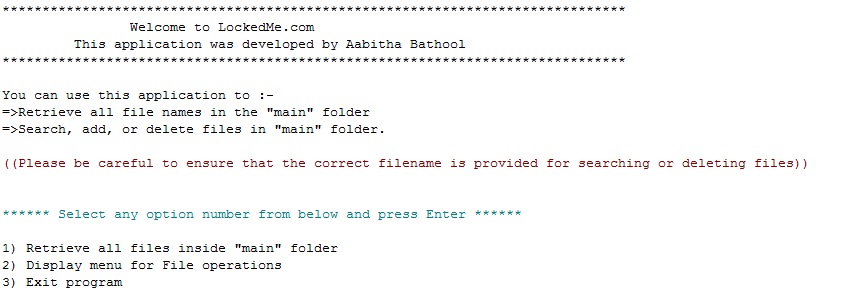 *******************************************************************************
Welcome to LockedMe.com
This application was developed by Aabitha Bathool
*******************************************************************************
You can use this application to :-
=>Retrieve all file names in the "main" folder
=>Search, add, or delete files in "main" folder.
((Please be careful to ensure that the correct filename is provided for searching or deleting files))
****** Select any option number from below and press Enter ******
1) Retrieve all files inside "main" folder
2) Display menu for File operations
3) Exit program